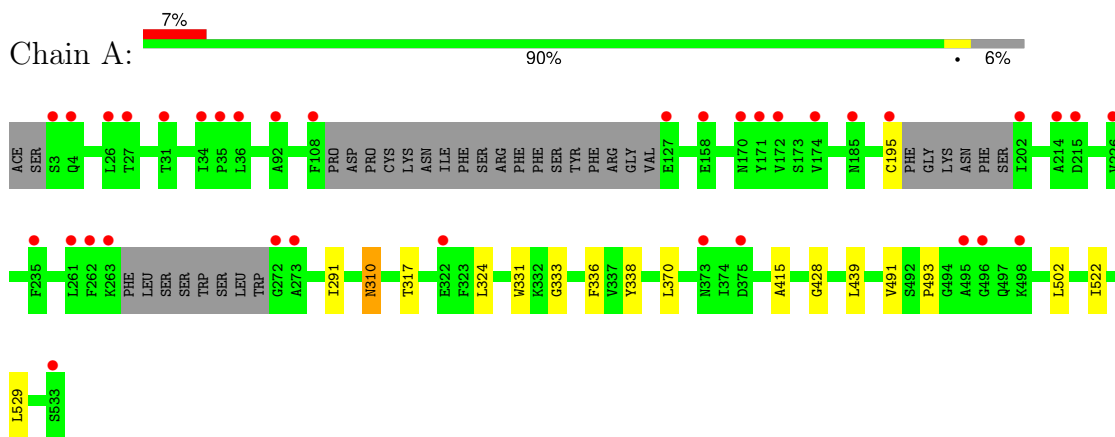 7%
Chain A:
90% • 6%
ACE SER S3 Q4 L26 T27 T31 I34 P35 L36 A92 F108 PRO ASP PRO CYS LYS ASN ILE PHE SER ARG PHE PHE SER TYR PHE ARG GLY VAL E127 E158 N170 Y171 V172 S173 V174 N185 C195 PHE GLY LYS ASN PHE SER I202 A214 D215
F235 L261 F262 K263 PHE LEU SER SER TRP SER LEU TRP G272 A273 I291 N310 T317 E322 F323 L324 W331 K332 G333 F336 V337 Y338 L370 N373 I374 D375 A415 G428 L439 V491 S492 P493 G494 A495 G496 Q497 K498 L502 I522
L529 S533